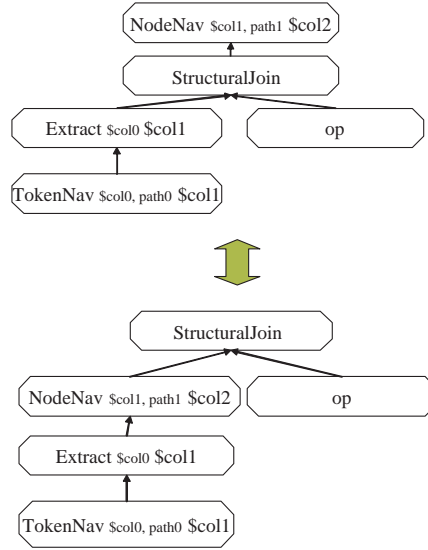 NodeNav $col1, path1 $col2
StructuralJoin
Extract $col0 $col1
op
TokenNav $col0, path0 $col1
StructuralJoin
NodeNav $col1, path1 $col2
op
Extract $col0 $col1
TokenNav $col0, path0 $col1